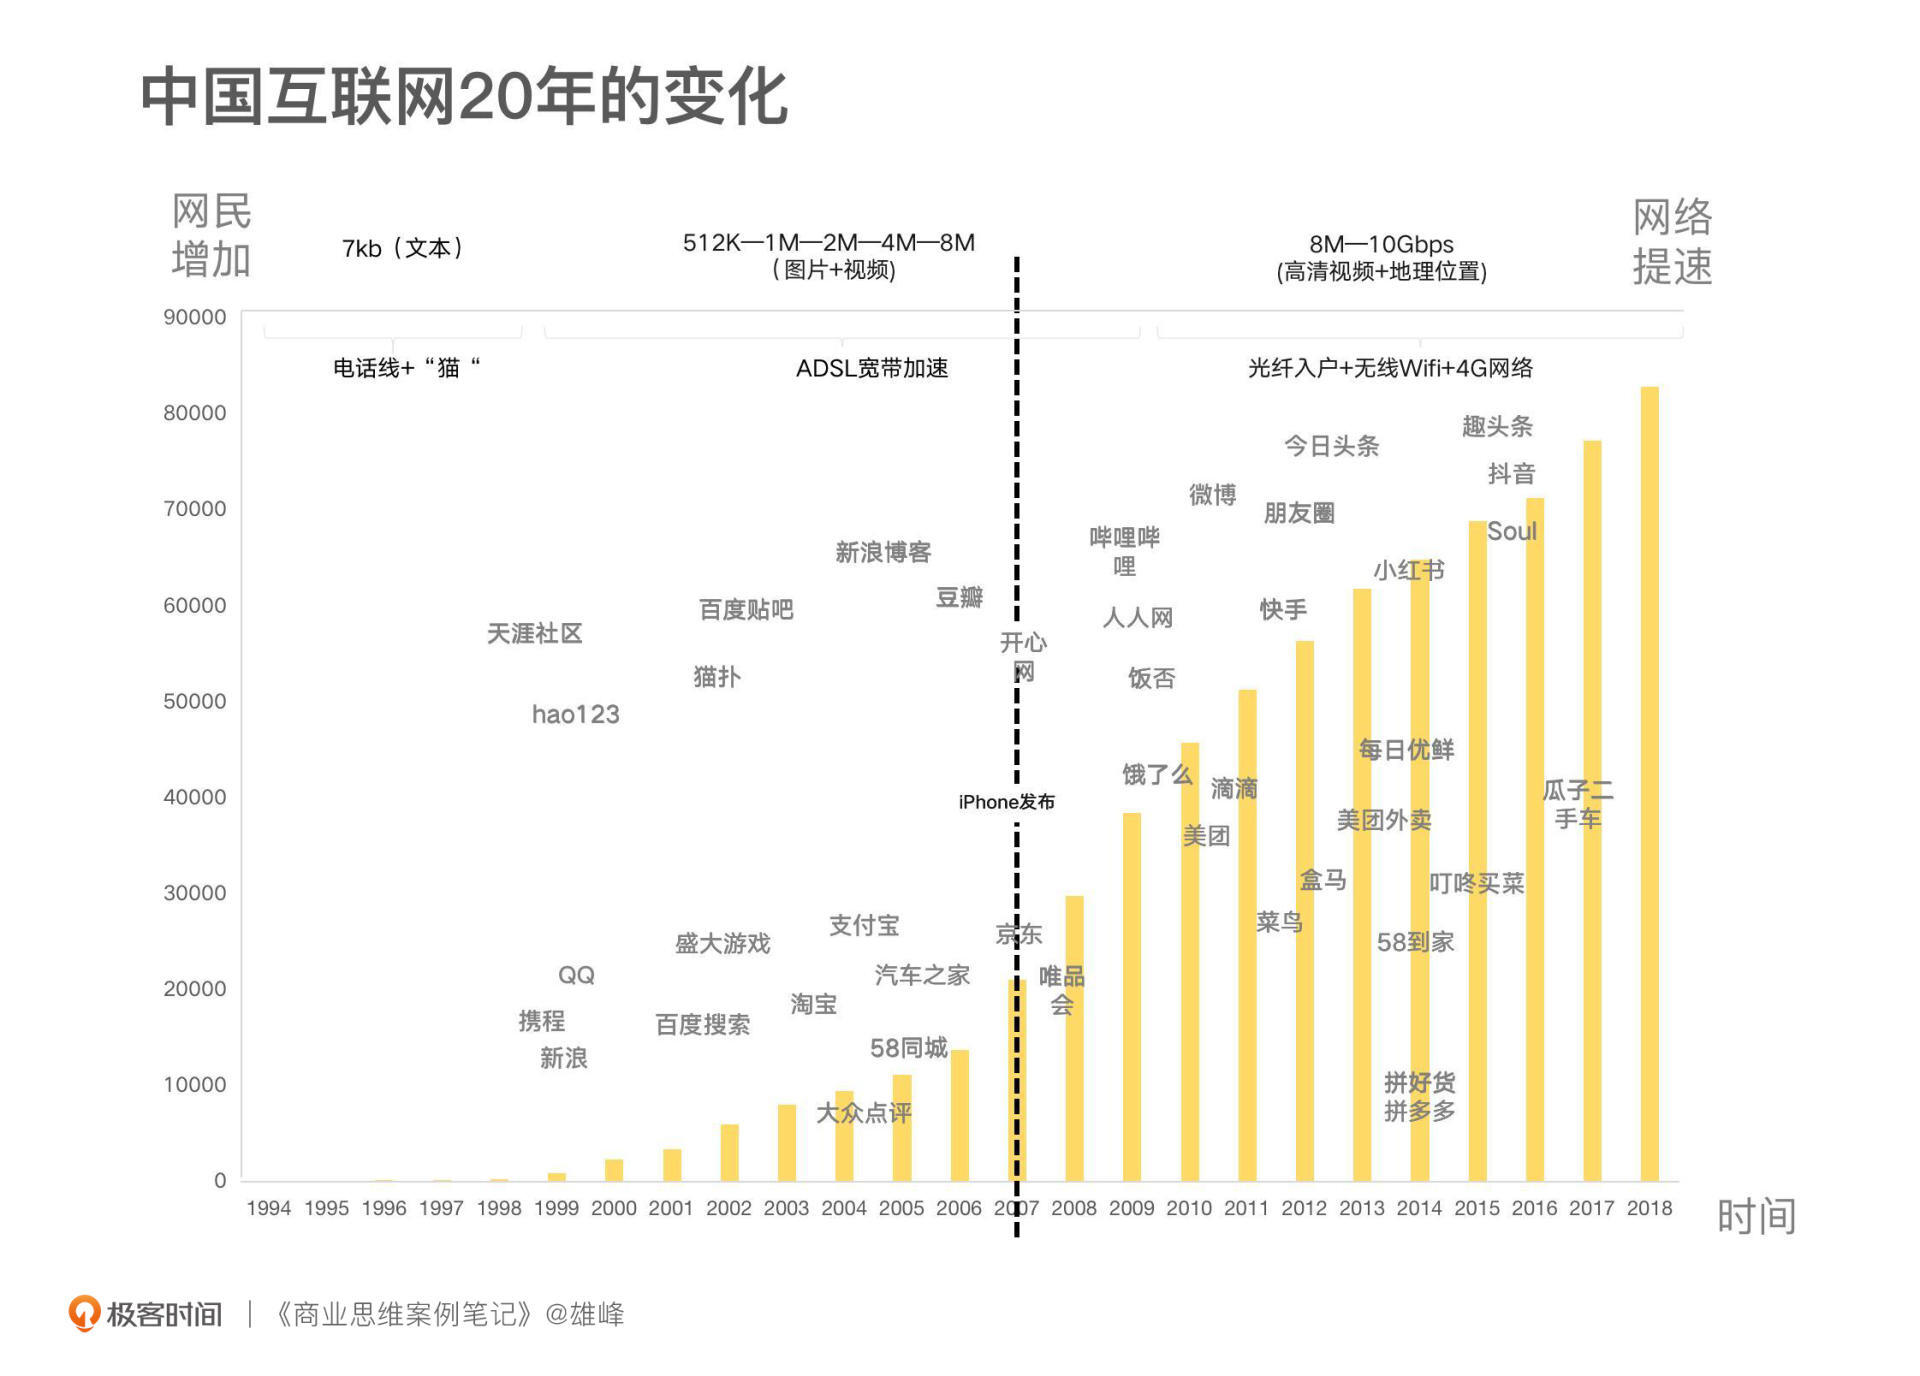 中国互联网20年的变化
网民
增加
7kb（文本）
512K—1M—2M—4M—8M
（图片+视频)
8M—10Gbps
(高清视频+地理位置)
网络
提速
90000
80000
70000
60000
50000
40000
30000
20000
10000
0
电话线+“猫“
ADSL宽带加速
光纤入户+无线Wifi+4G网络
趣头条
今日头条
抖音
微博
朋友圈
Soul
哔哩哔
哩
新浪博客
小红书
豆瓣
百度贴吧
快手
人人网
天涯社区
开心
网
猫扑
饭否
hao123
每日优鲜
饿了么
滴滴
瓜子二
手车
iPhone发布
美团外卖
美团
盒马
叮咚买菜
菜鸟
支付宝
京东
盛大游戏
58到家
QQ
汽车之家
唯品
会
淘宝
携程
百度搜索
新浪
58同城
拼好货
拼多多
大众点评
1994 1995 1996 1997 1998 1999 2000 2001 2002 2003 2004 2005 2006 2007 2008 2009 2010 2011 2012 2013 2014 2015 2016 2017 2018
时间
极客时间 | 《商业思维案例笔记》@雄峰